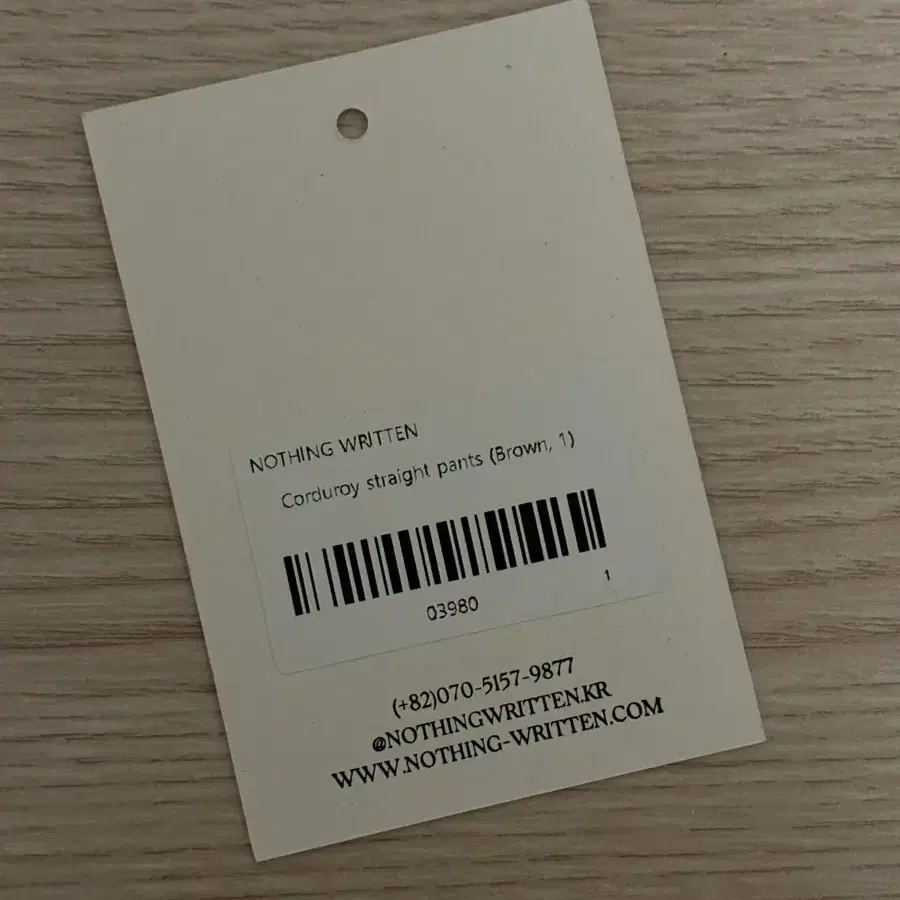 NOTHING WRITTEN
Corduroy straight pants (Brown, 1)
03980
1
(+82)070-5157-9877
@NOTHINGWRITTEN.KR
WWW.NOTHING-WRITTEN.COM